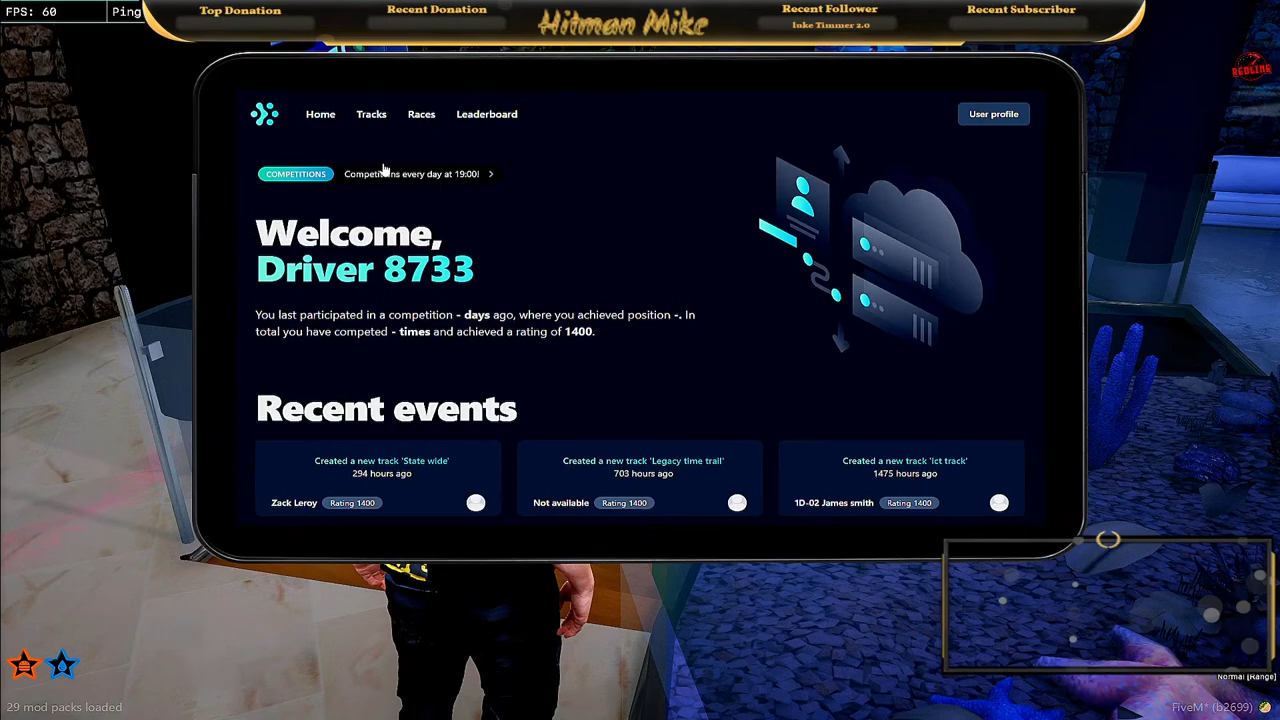 FPS: 60
Ping
Top Donation
Recent Donation
Hitman Mike
Recent Follower
luke Timmer 2.0
Recent Subscriber
REDLINE
Home
Tracks
Races
Leaderboard
User profile
COMPETITIONS
Competitions every day at 19:00!
Welcome,
Driver 8733
You last participated in a competition - days ago, where you achieved position -. In
total you have competed - times and achieved a rating of 1400.
Recent events
Created a new track 'State wide'
294 hours ago
Zack Leroy
Rating 1400
Created a new track 'Legacy time trail'
703 hours ago
Not available
Rating 1400
Created a new track 'Ict track'
1475 hours ago
1D-02 James smith
Rating 1400
Normal [Range]
29 mod packs loaded
FiveM* (b2699)